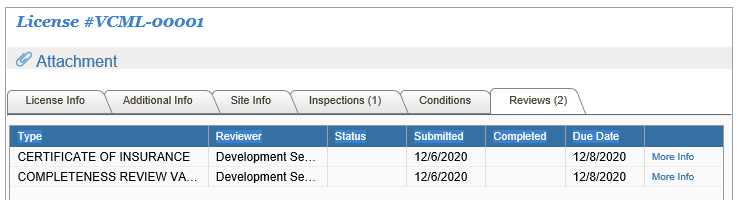 License #VCML-00001
Attachment
License Info Additional Info Site Info Inspections (1) Conditions Reviews (2)
Type Reviewer Status Submitted Completed Due Date
CERTIFICATE OF INSURANCE Development Se... 12/6/2020 12/8/2020 More Info
COMPLETENESS REVIEW VA... Development Se... 12/6/2020 12/8/2020 More Info